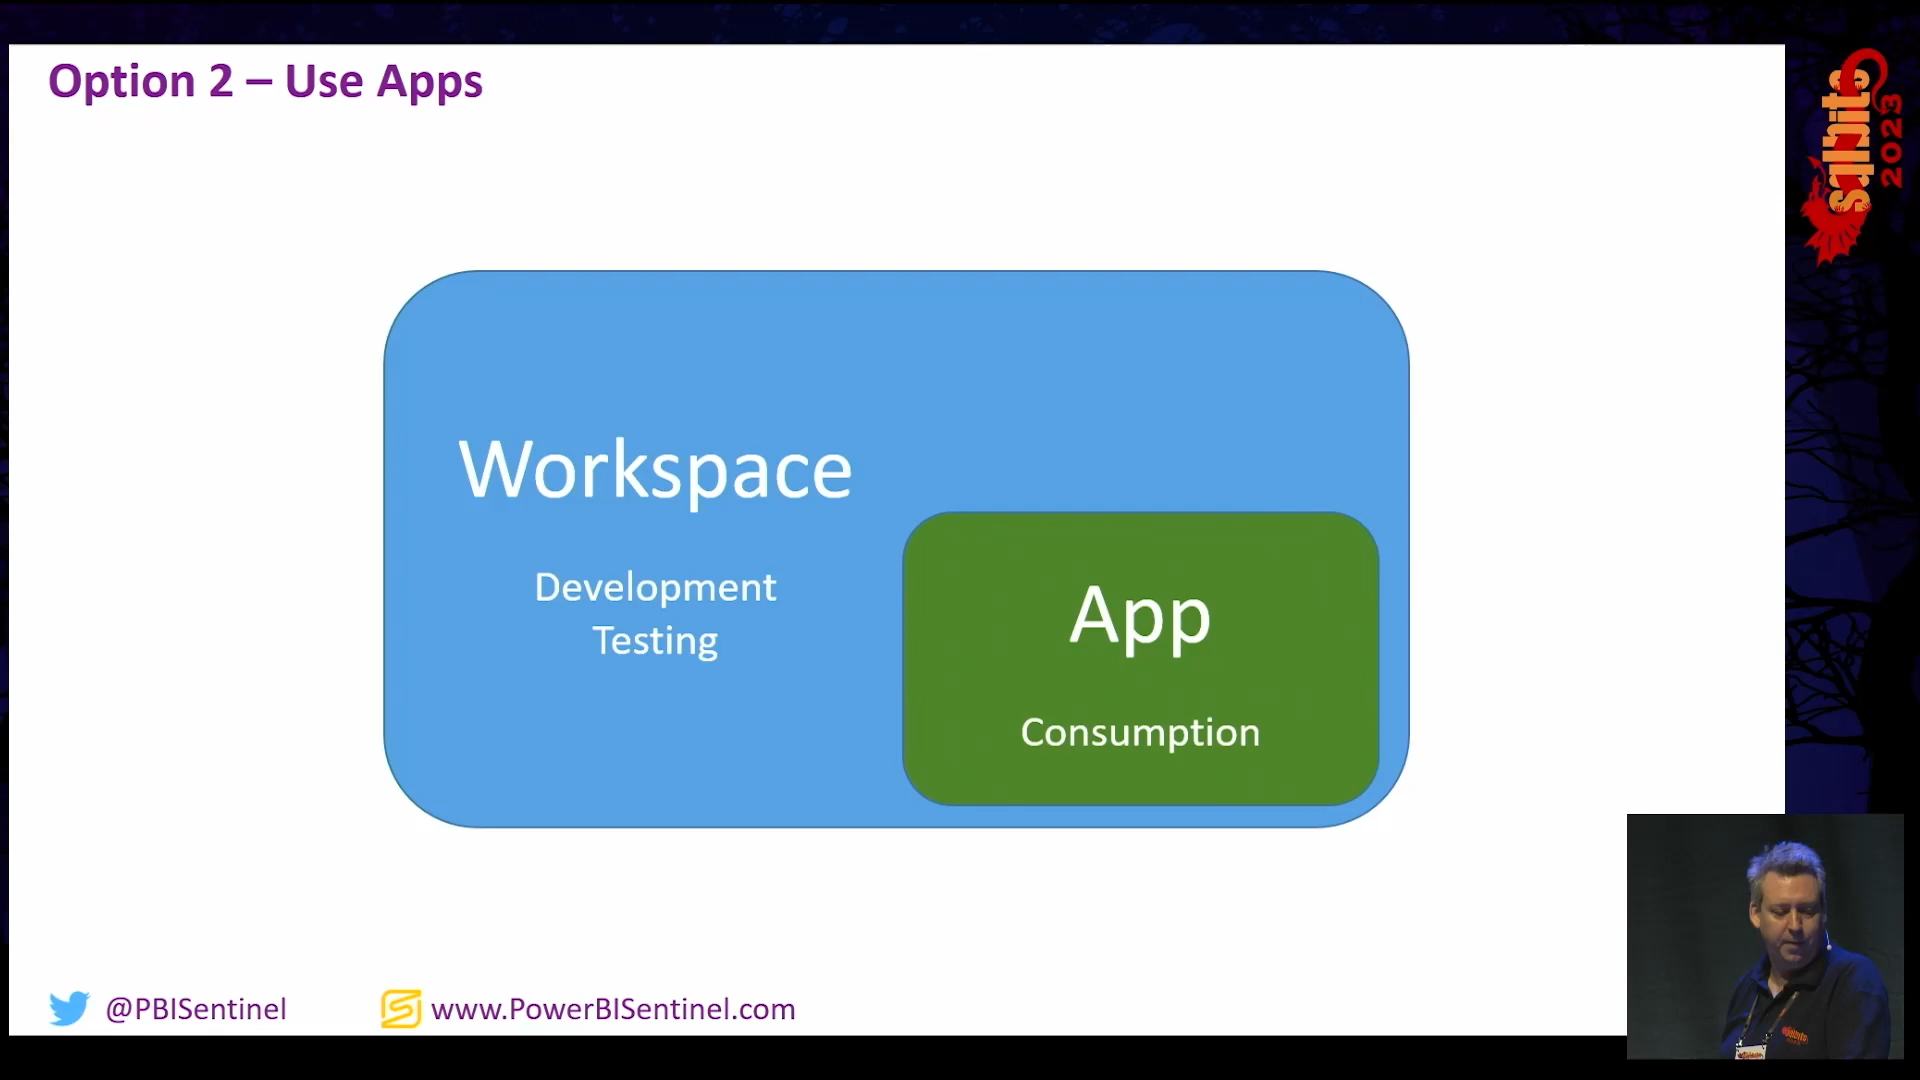 Option 2 – Use Apps
sqlbits
2023
Workspace
Development
Testing
App
Consumption
@PBISentinel
www.PowerBISentinel.com